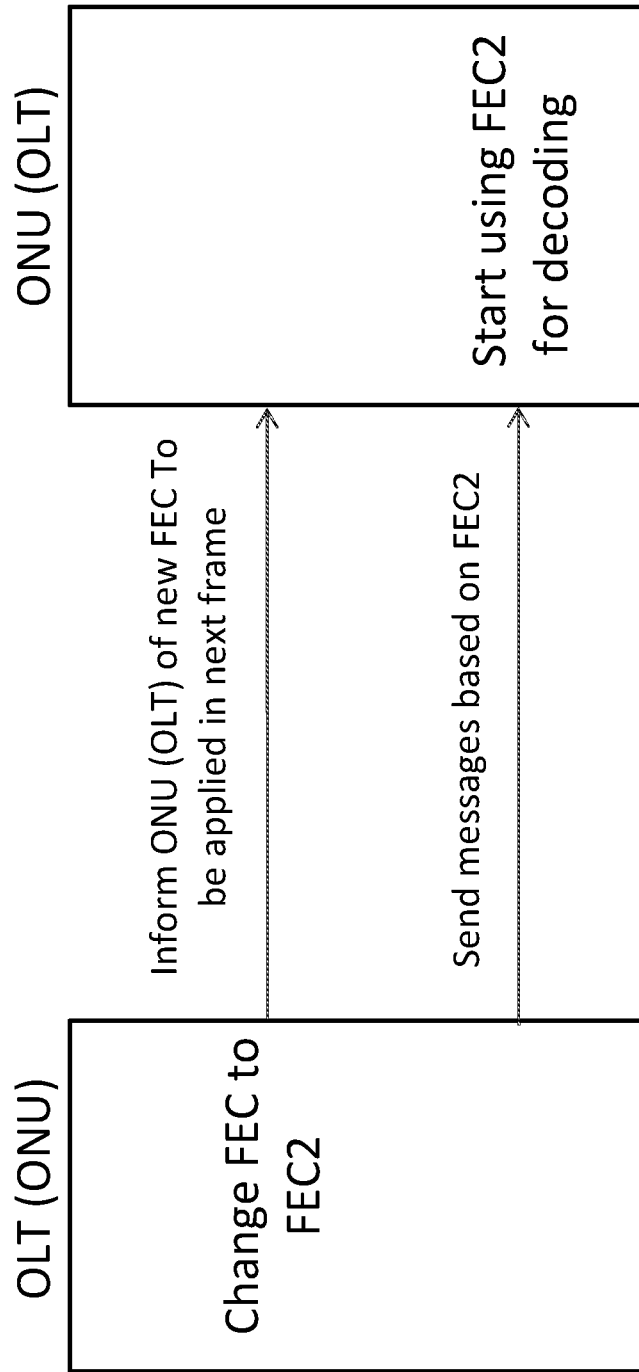 OLT (ONU)
ONU (OLT)
Change FEC to
FEC2
Inform ONU (OLT) of new FEC To
be applied in next frame
Send messages based on FEC2
Start using FEC2
for decoding